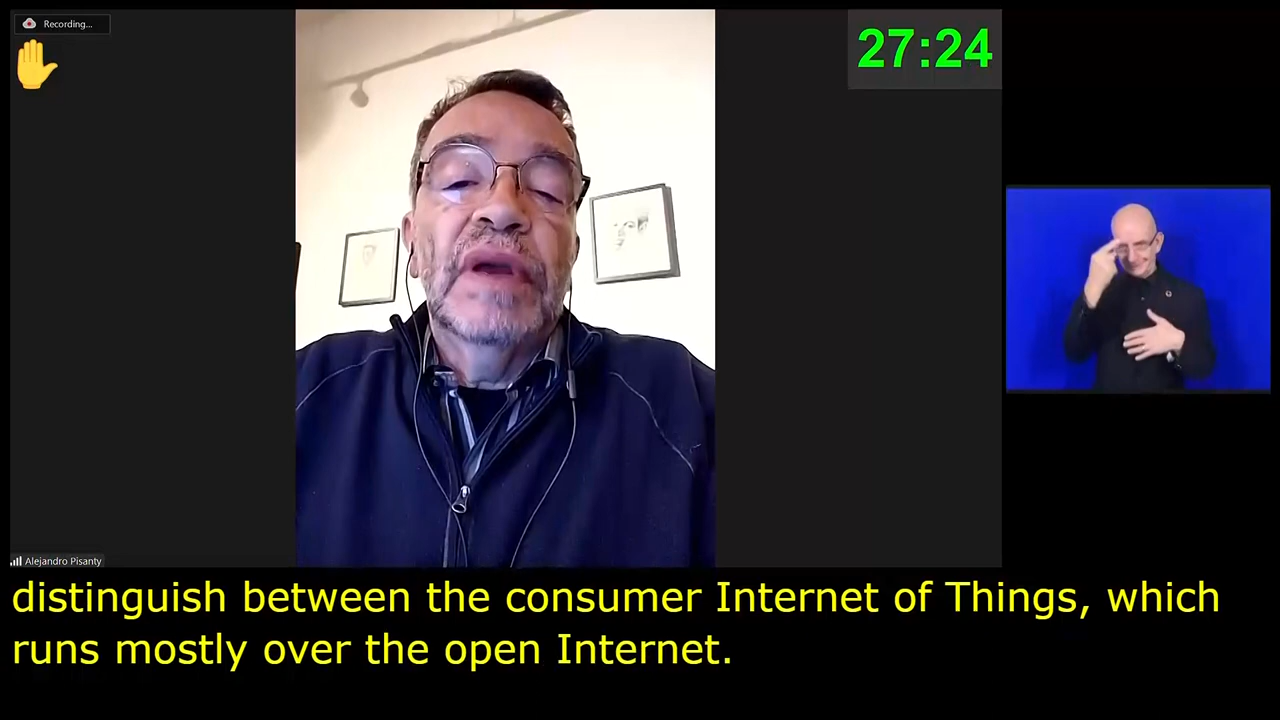 Recording...
27:24
Alejandro Pisanty
distinguish between the consumer Internet of Things, which
runs mostly over the open Internet.